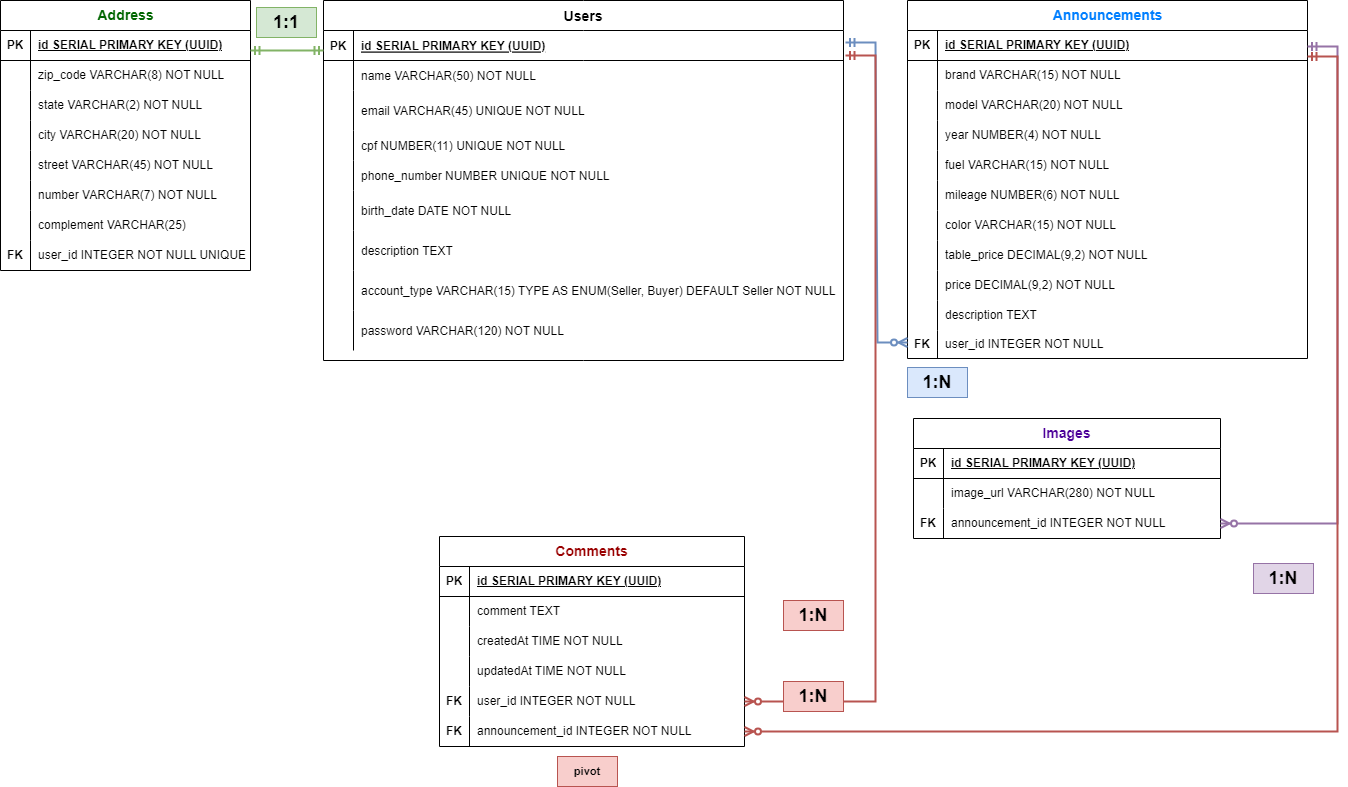 Address
PK id SERIAL PRIMARY KEY (UUID)
zip_code VARCHAR(8) NOT NULL
state VARCHAR(2) NOT NULL
city VARCHAR(20) NOT NULL
street VARCHAR(45) NOT NULL
number VARCHAR(7) NOT NULL
complement VARCHAR(25)
FK user_id INTEGER NOT NULL UNIQUE
1:1
Users
PK id SERIAL PRIMARY KEY (UUID)
name VARCHAR(50) NOT NULL
email VARCHAR(45) UNIQUE NOT NULL
cpf NUMBER(11) UNIQUE NOT NULL
phone_number NUMBER UNIQUE NOT NULL
birth_date DATE NOT NULL
description TEXT
account_type VARCHAR(15) TYPE AS ENUM(Seller, Buyer) DEFAULT Seller NOT NULL
password VARCHAR(120) NOT NULL
Announcements
PK id SERIAL PRIMARY KEY (UUID)
brand VARCHAR(15) NOT NULL
model VARCHAR(20) NOT NULL
year NUMBER(4) NOT NULL
fuel VARCHAR(15) NOT NULL
mileage NUMBER(6) NOT NULL
color VARCHAR(15) NOT NULL
table_price DECIMAL(9,2) NOT NULL
price DECIMAL(9,2) NOT NULL
description TEXT
FK user_id INTEGER NOT NULL
1:N
Images
PK id SERIAL PRIMARY KEY (UUID)
image_url VARCHAR(280) NOT NULL
FK announcement_id INTEGER NOT NULL
1:N
Comments
PK id SERIAL PRIMARY KEY (UUID)
comment TEXT
createdAt TIME NOT NULL
updatedAt TIME NOT NULL
FK user_id INTEGER NOT NULL
FK announcement_id INTEGER NOT NULL
1:N
1:N
pivot